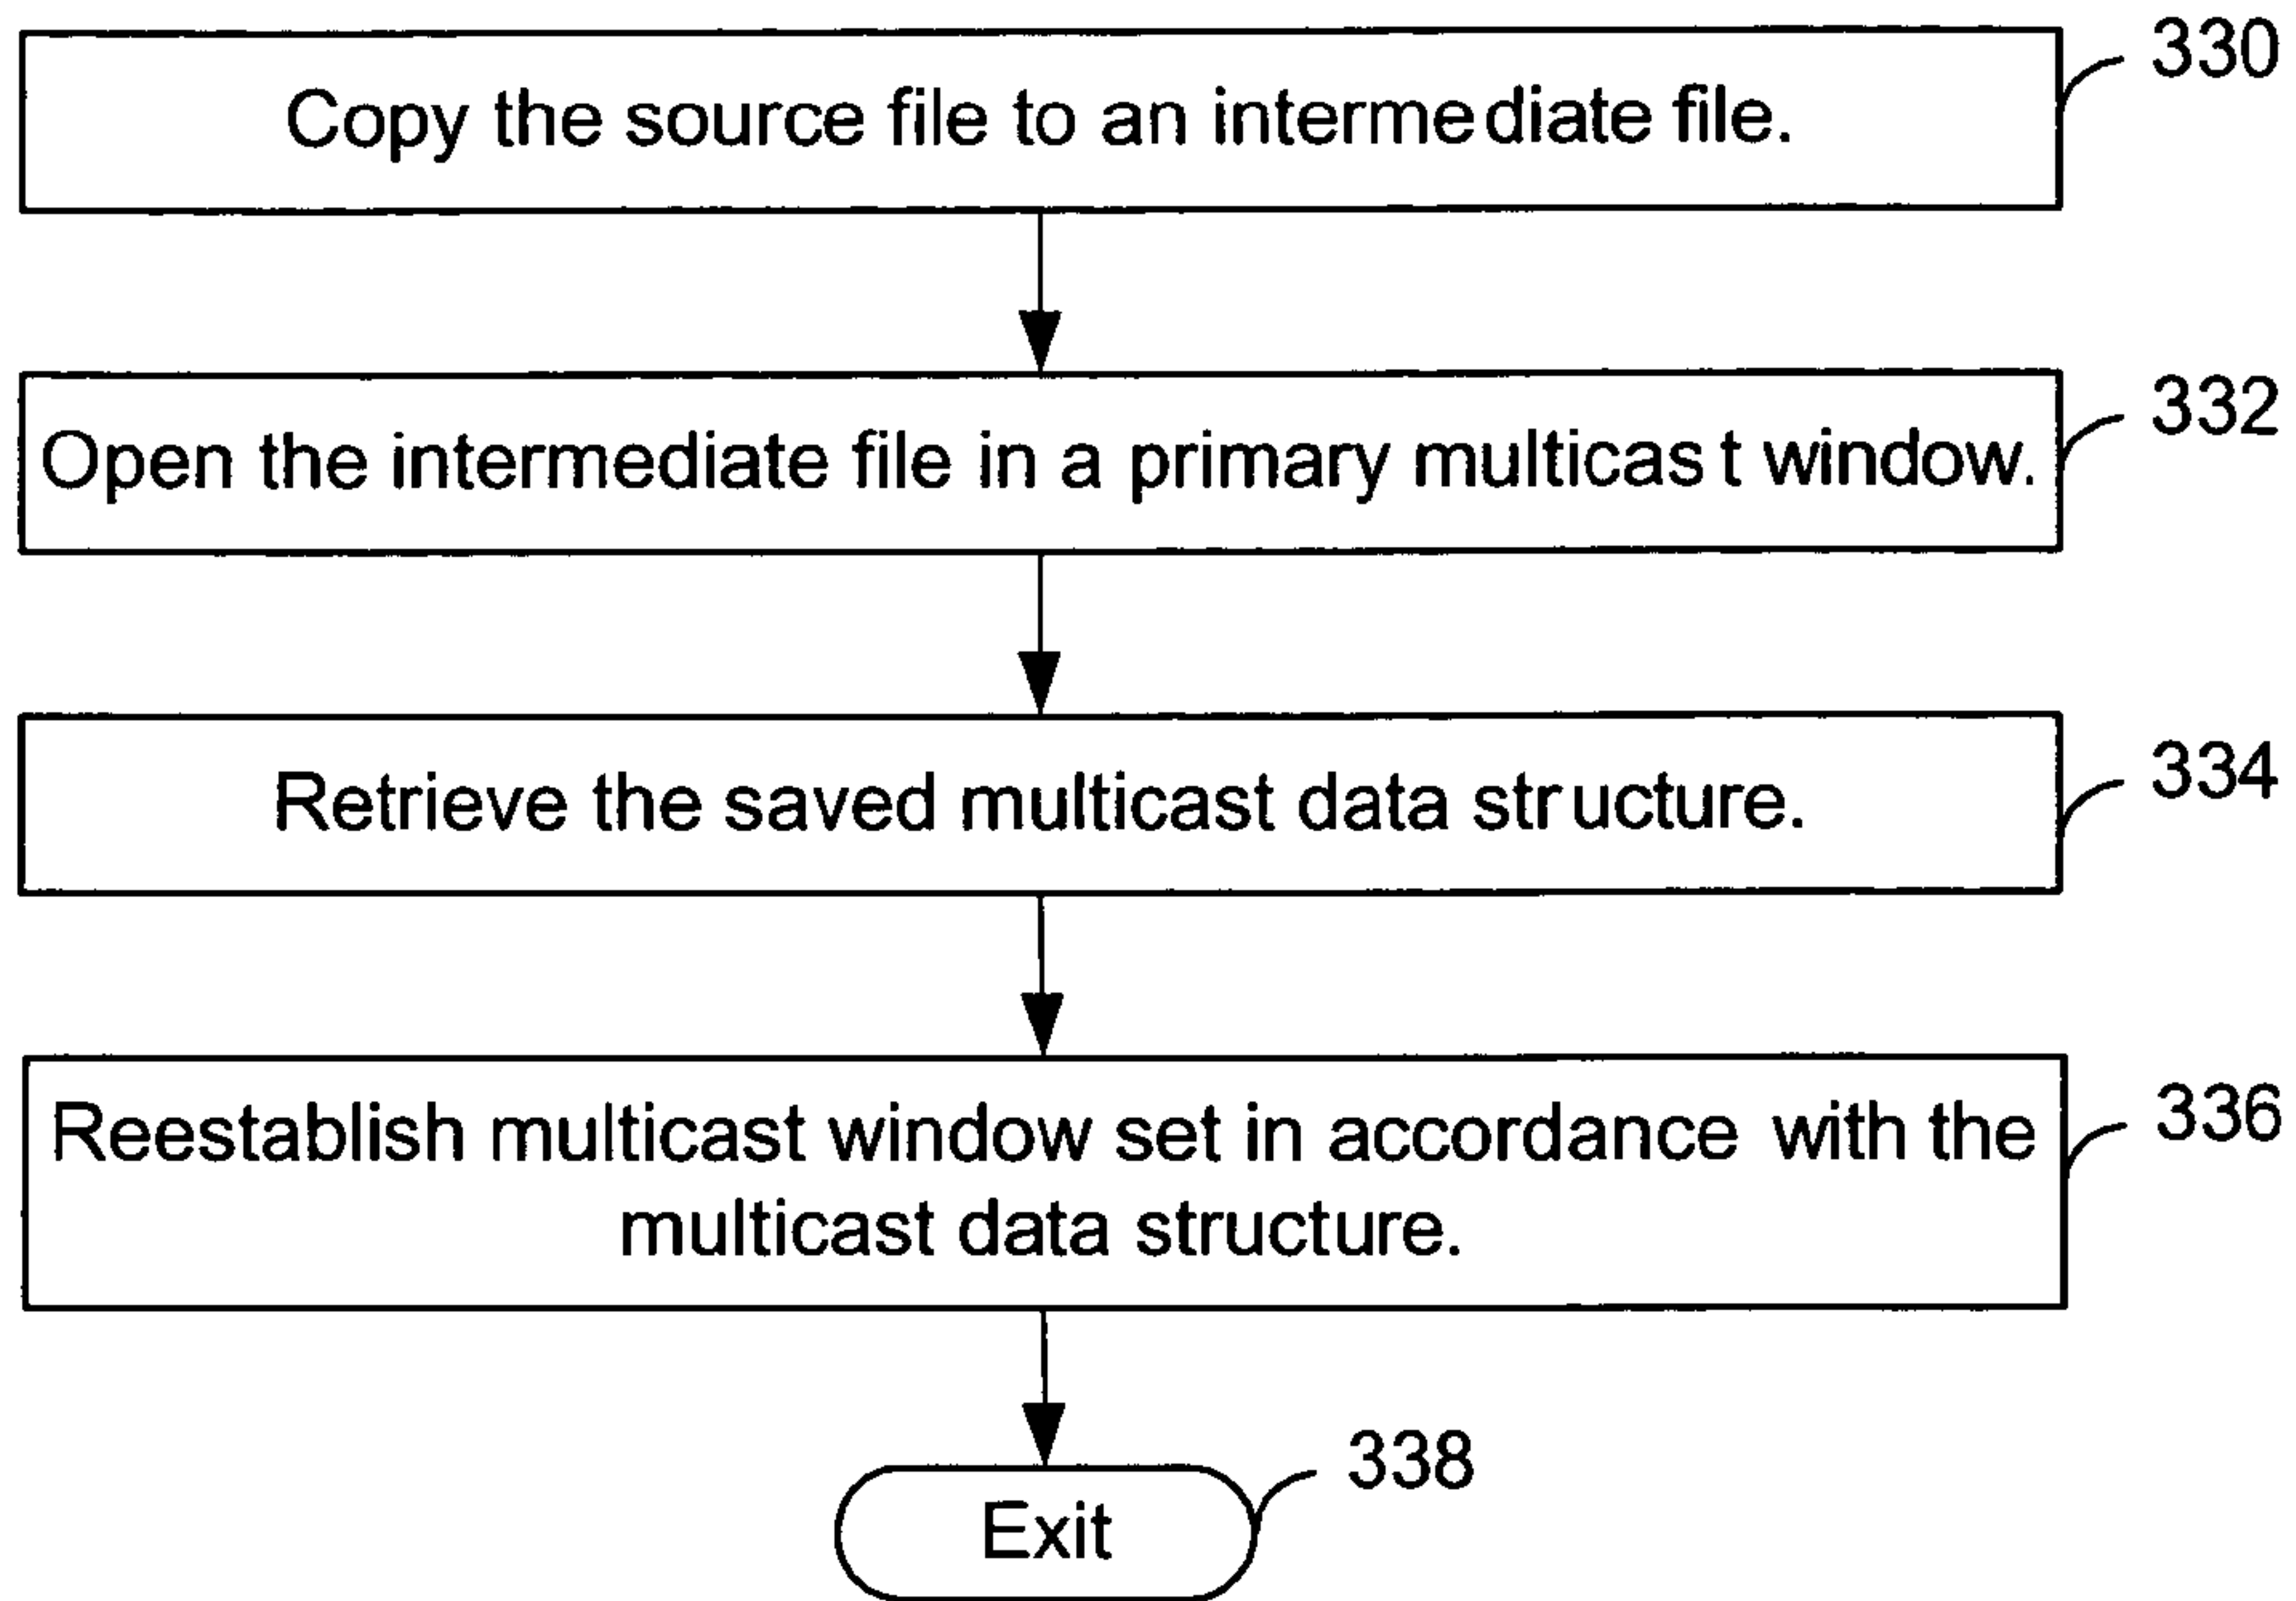 Copy the source file to an intermediate file.
330
Open the intermediate file in a primary multicast window.
332
Retrieve the saved multicast data structure.
334
Reestablish multicast window set in accordance with the
multicast data structure.
336
Exit
338